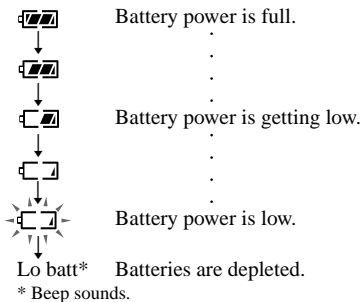 Battery power is full.
Battery power is getting low.
Battery power is low.
Lo batt* Batteries are depleted.
* Beep sounds.